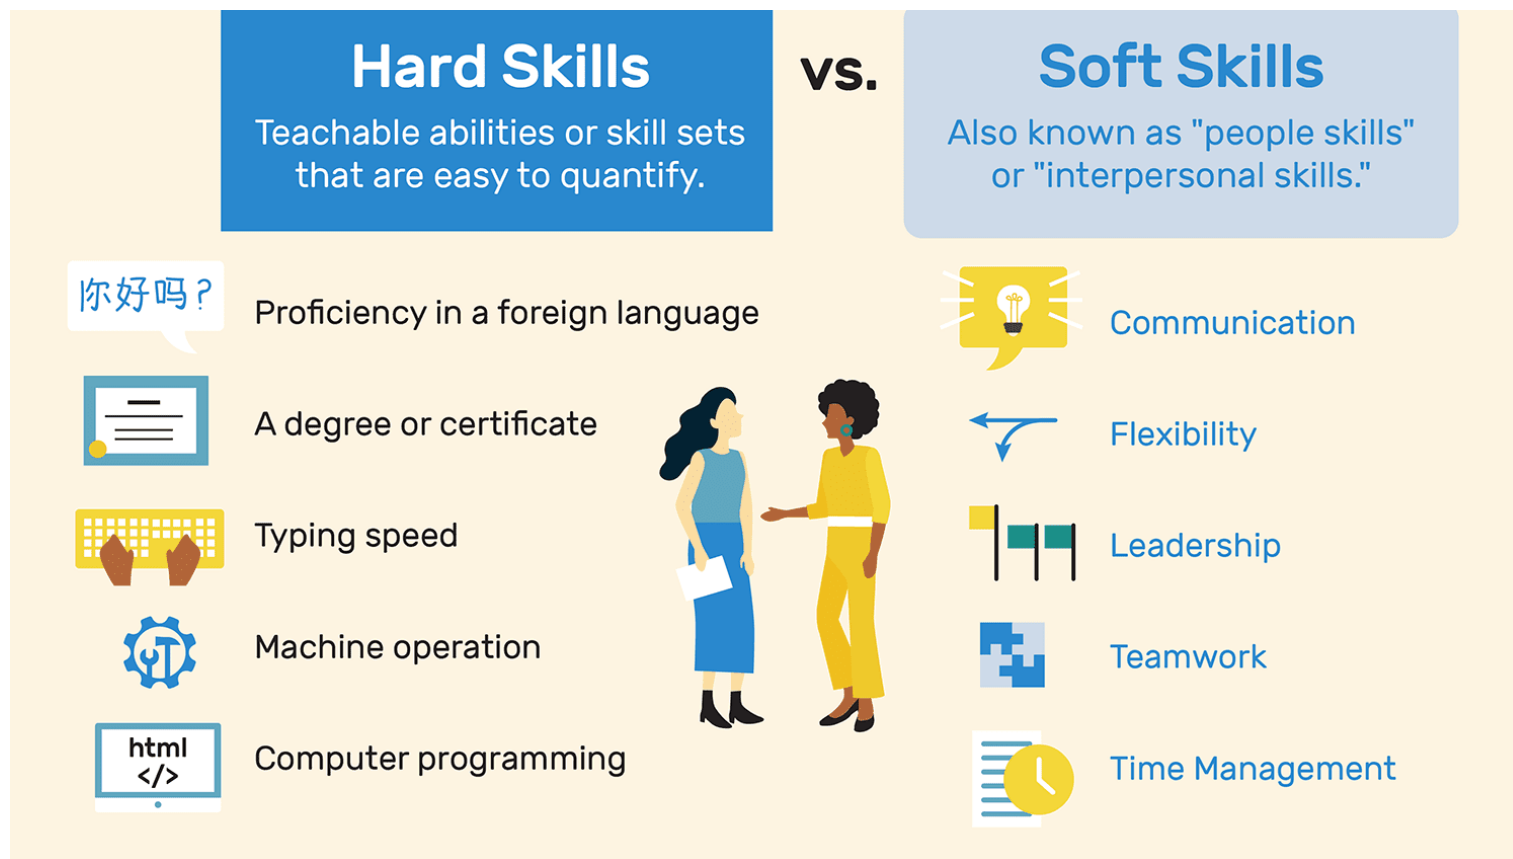 Hard Skills
Teachable abilities or skill sets
that are easy to quantify.
vs.
Soft Skills
Also known as "people skills"
or "interpersonal skills."
你好吗?
Proficiency in a foreign language
A degree or certificate
Typing speed
Machine operation
html
</>
Computer programming
Communication
Flexibility
Leadership
Teamwork
Time Management